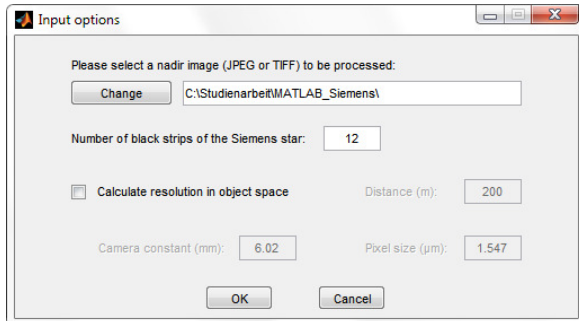 Input options
Please select a nadir image (JPEG or TIFF) to be processed:
Change C:\Studienarbeit\MATLAB_Siemens\
Number of black strips of the Siemens star: 12
Calculate resolution in object space Distance (m): 200
Camera constant (mm): 6.02 Pixel size (µm): 1.547
OK Cancel